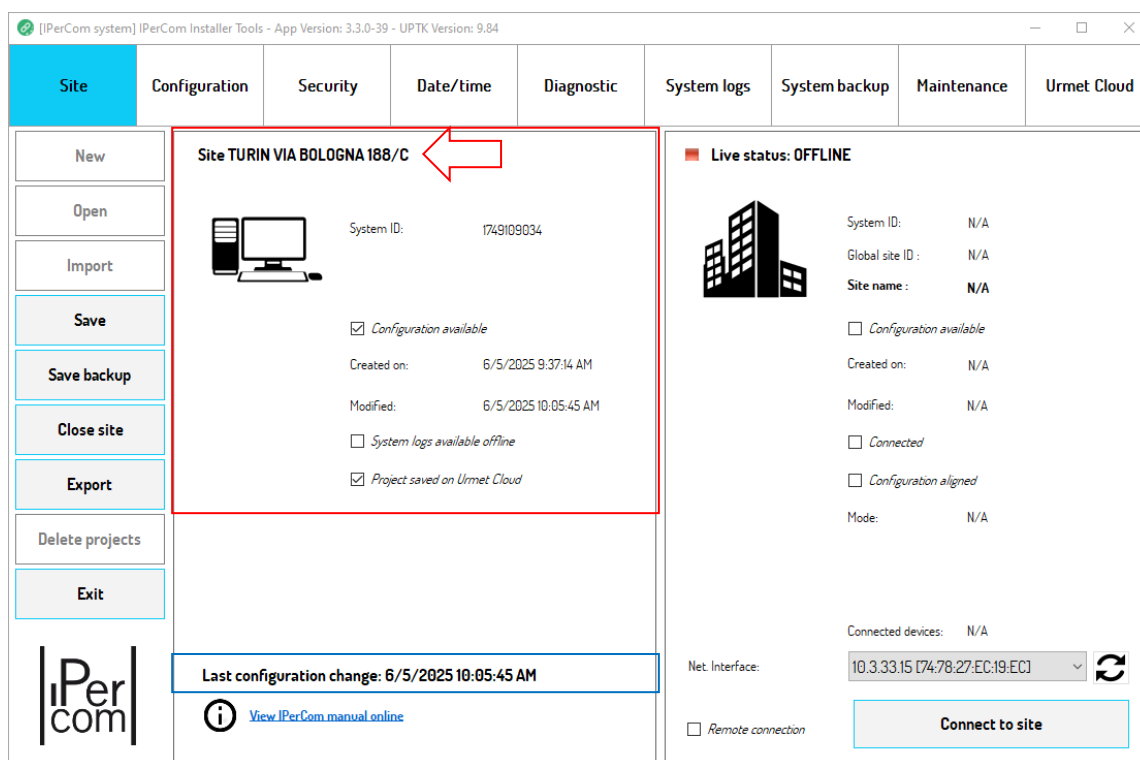 [IPerCom system] IPerCom Installer Tools - App Version: 3.3.0-39 - UPTK Version: 9.84
Site
Configuration
Security
Date/time
Diagnostic
System logs
System backup
Maintenance
Urmet Cloud
New
Open
Import
Save
Save backup
Close site
Export
Delete projects
Exit
IPer
com
Site TURIN VIA BOLOGNA 188/C
System ID: 1749109034
Configuration available
Created on: 6/5/2025 9:37:14 AM
Modified: 6/5/2025 10:05:45 AM
System logs available offline
Project saved on Urmet Cloud
Last configuration change: 6/5/2025 10:05:45 AM
View IPerCom manual online
Live status: OFFLINE
System ID: N/A
Global site ID : N/A
Site name : N/A
Configuration available
Created on: N/A
Modified: N/A
Connected
Configuration aligned
Mode: N/A
Connected devices: N/A
Net. Interface: 10.3.33.15 [74:78:27:EC:19:EC]
Remote connection
Connect to site